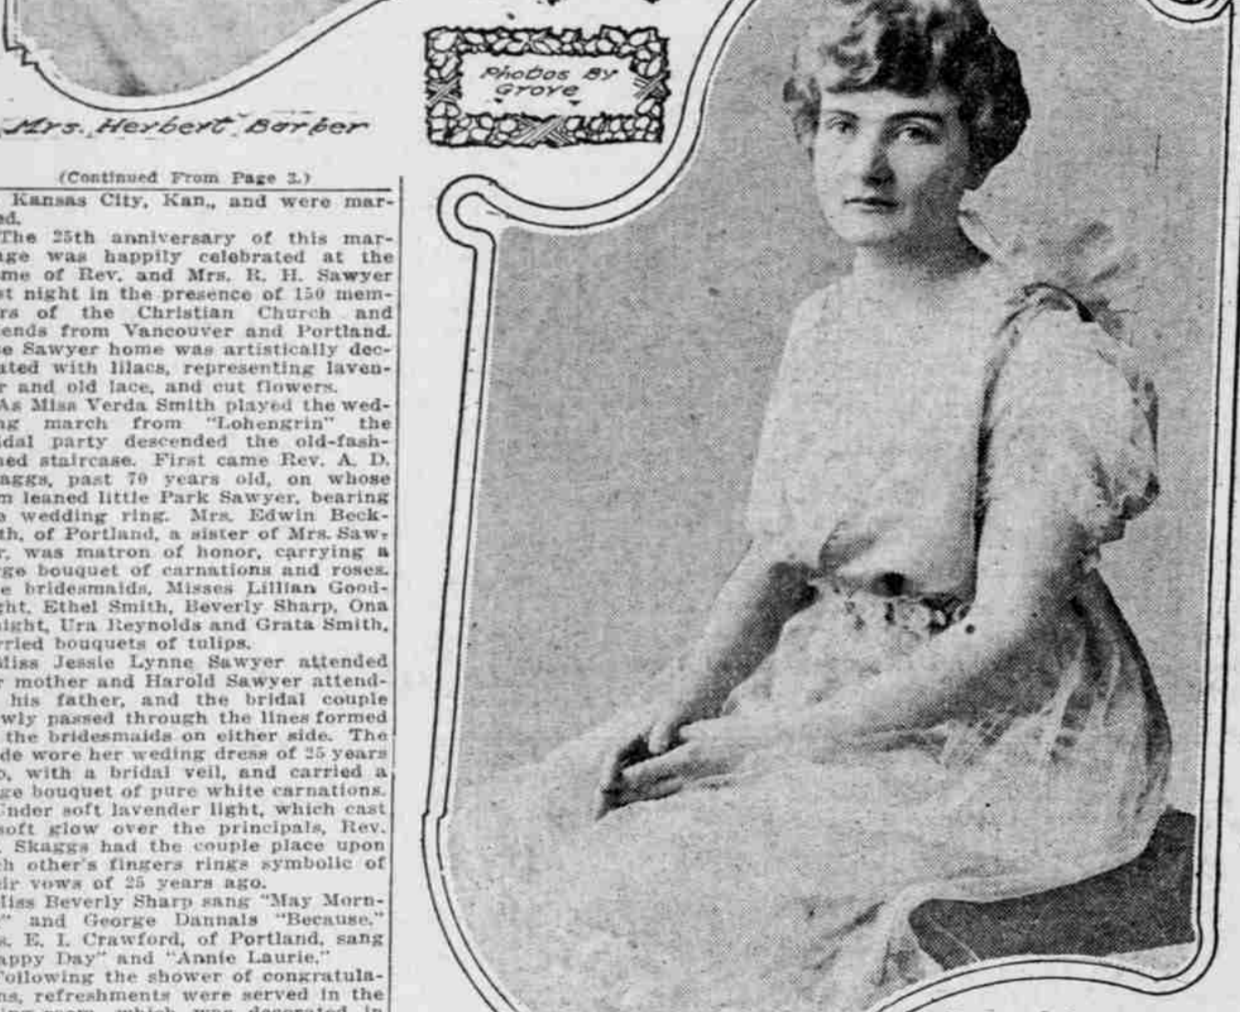 Photos By
Grove
Mrs. Herbert Barber
(Continued From Page 3.)
Kansas City, Kan., and were mar-
ed.
The 25th anniversary of this mar-
age was happily celebrated at the
me of Rev. and Mrs. R. H. Sawyer
st night in the presence of 150 mem-
rs of the Christian Church and
ends from Vancouver and Portland.
e Sawyer home was artistically dec-
ated with lilacs, representing laven-
r and old lace, and cut flowers.
As Miss Verda Smith played the wed-
ng march from "Lohengrin" the
idal party descended the old-fash-
ned staircase. First came Rev. A. D.
aggs, past 70 years old, on whose
m leaned little Park Sawyer, bearing
e wedding ring. Mrs. Edwin Beck-
th, of Portland, a sister of Mrs. Saw-
r, was matron of honor, carrying a
rge bouquet of carnations and roses.
e bridesmaids, Misses Lillian Good-
ght, Ethel Smith, Beverly Sharp, Ona
night, Ura Reynolds and Grata Smith,
rried bouquets of tulips.
Miss Jessie Lynne Sawyer attended
r mother and Harold Sawyer attend-
his father, and the bridal couple
wly passed through the lines formed
the bridesmaids on either side. The
de wore her weding dress of 25 years
o, with a bridal veil, and carried a
ge bouquet of pure white carnations.
Under soft lavender light, which cast
soft glow over the principals, Rev.
. Skaggs had the couple place upon
ch other's fingers rings symbolic of
eir vows of 25 years ago.
Miss Beverly Sharp sang "May Morn-
" and George Dannals "Because."
s. E. I. Crawford, of Portland, sang
appy Day" and "Annie Laurie."
Following the shower of congratula-
ns, refreshments were served in the
ing room, which was decorated in